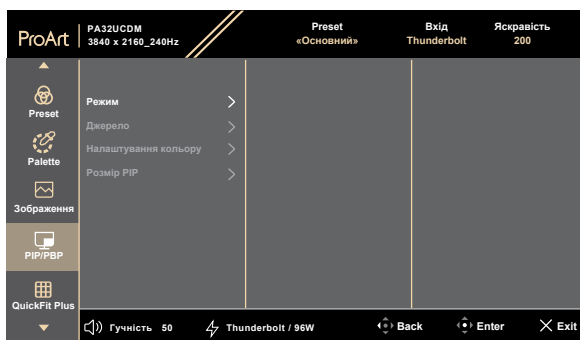 ProArt
PA32UCDM
3840 x 2160_240Hz
Preset
«Основний»
Вхід
Thunderbolt
Яскравість
200
Preset
Palette
Зображення
PIP/PBP
QuickFit Plus
Режим
Джерело
Налаштування кольору
Розмір PIP
Гучність 50
Thunderbolt / 96W
Back
Enter
Exit